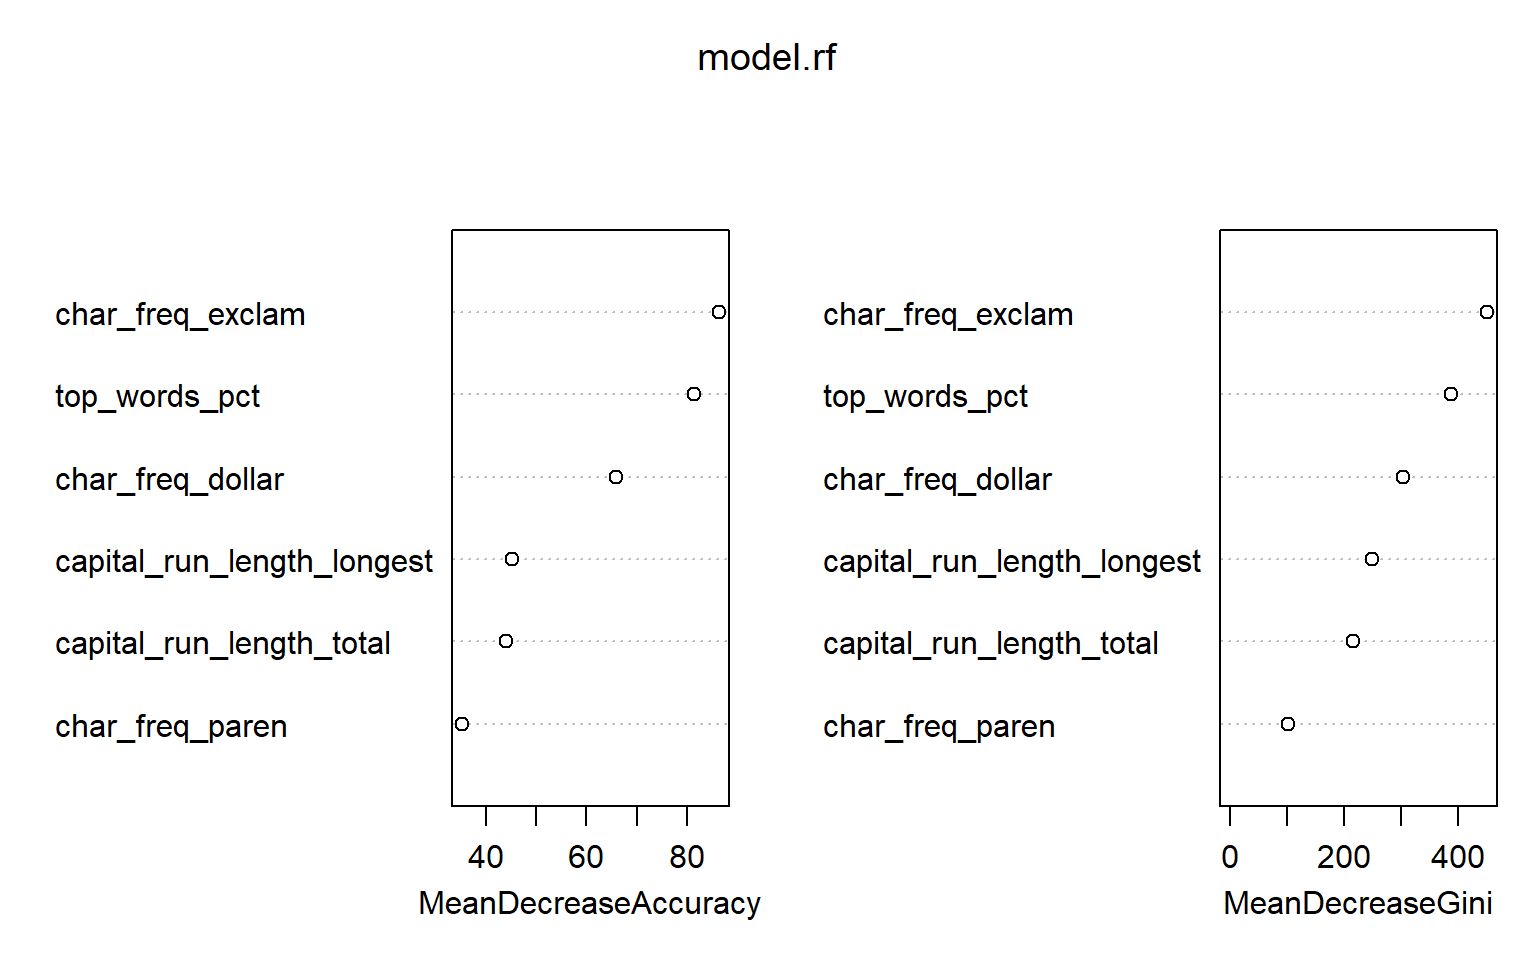 model.rf
char_freq_exclam
top_words_pct
char_freq_dollar
capital_run_length_longest
capital_run_length_total
char_freq_paren
40 60 80
MeanDecreaseAccuracy
char_freq_exclam
top_words_pct
char_freq_dollar
capital_run_length_longest
capital_run_length_total
char_freq_paren
0 200 400
MeanDecreaseGini